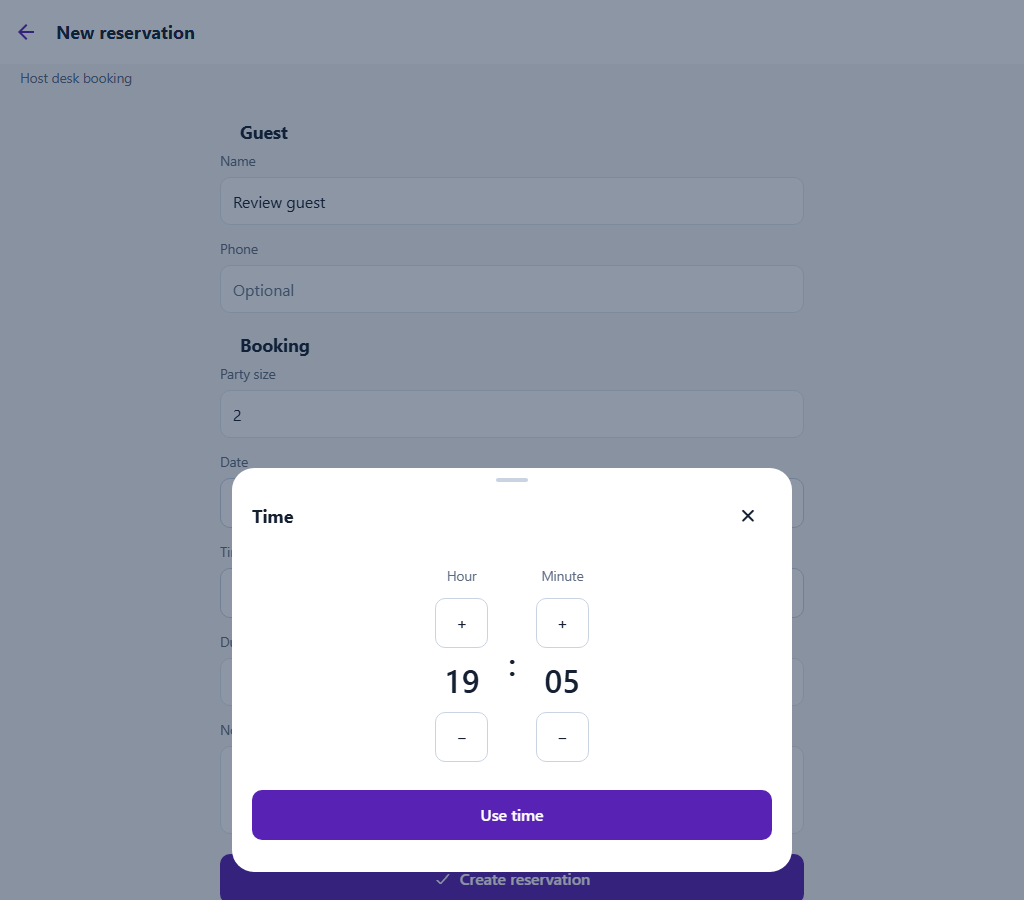 New reservation
Host desk booking
Guest
Name
Review guest
Phone
Optional
Booking
Party size
2
Date
Time
Hour Minute
+ +
19 : 05
− −
Use time
Create reservation